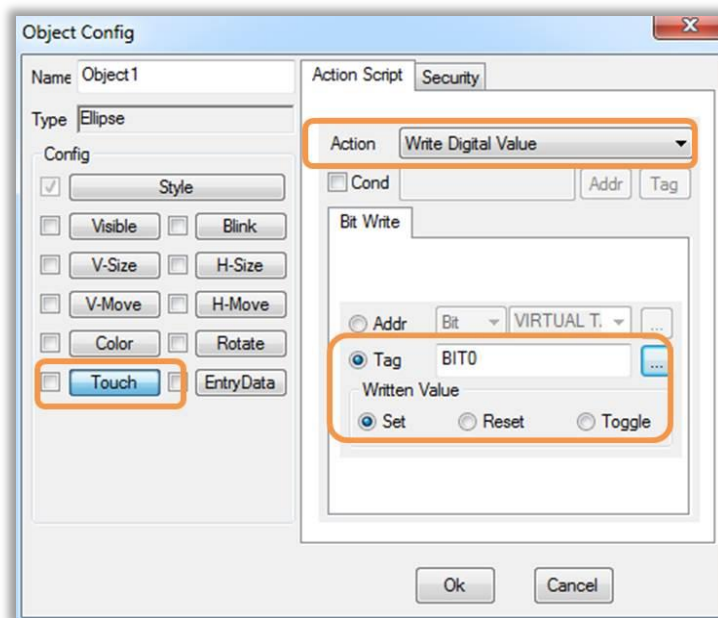 Object Config
Name Object1
Type Ellipse
Config
Style
Visible Blink
V-Size H-Size
V-Move H-Move
Color Rotate
Touch EntryData
Action Script Security
Action Write Digital Value
Cond Addr Tag
Bit Write
Addr Bit VIRTUAL T. ...
Tag BIT0 ...
Written Value
Set Reset Toggle
Ok Cancel